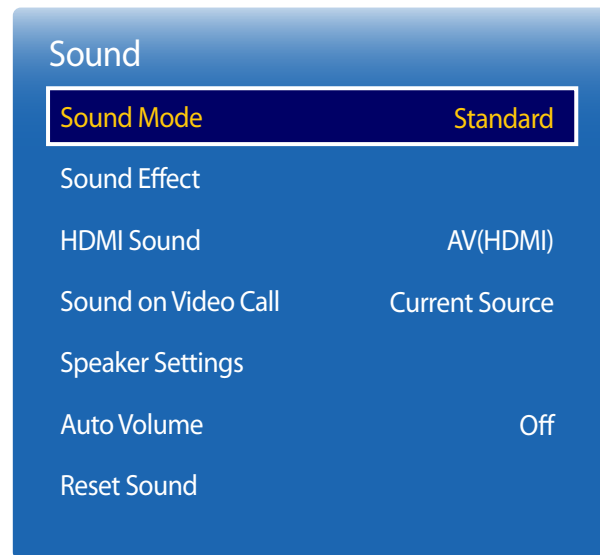 Sound
Sound Mode Standard
Sound Effect
HDMI Sound AV(HDMI)
Sound on Video Call Current Source
Speaker Settings
Auto Volume Off
Reset Sound